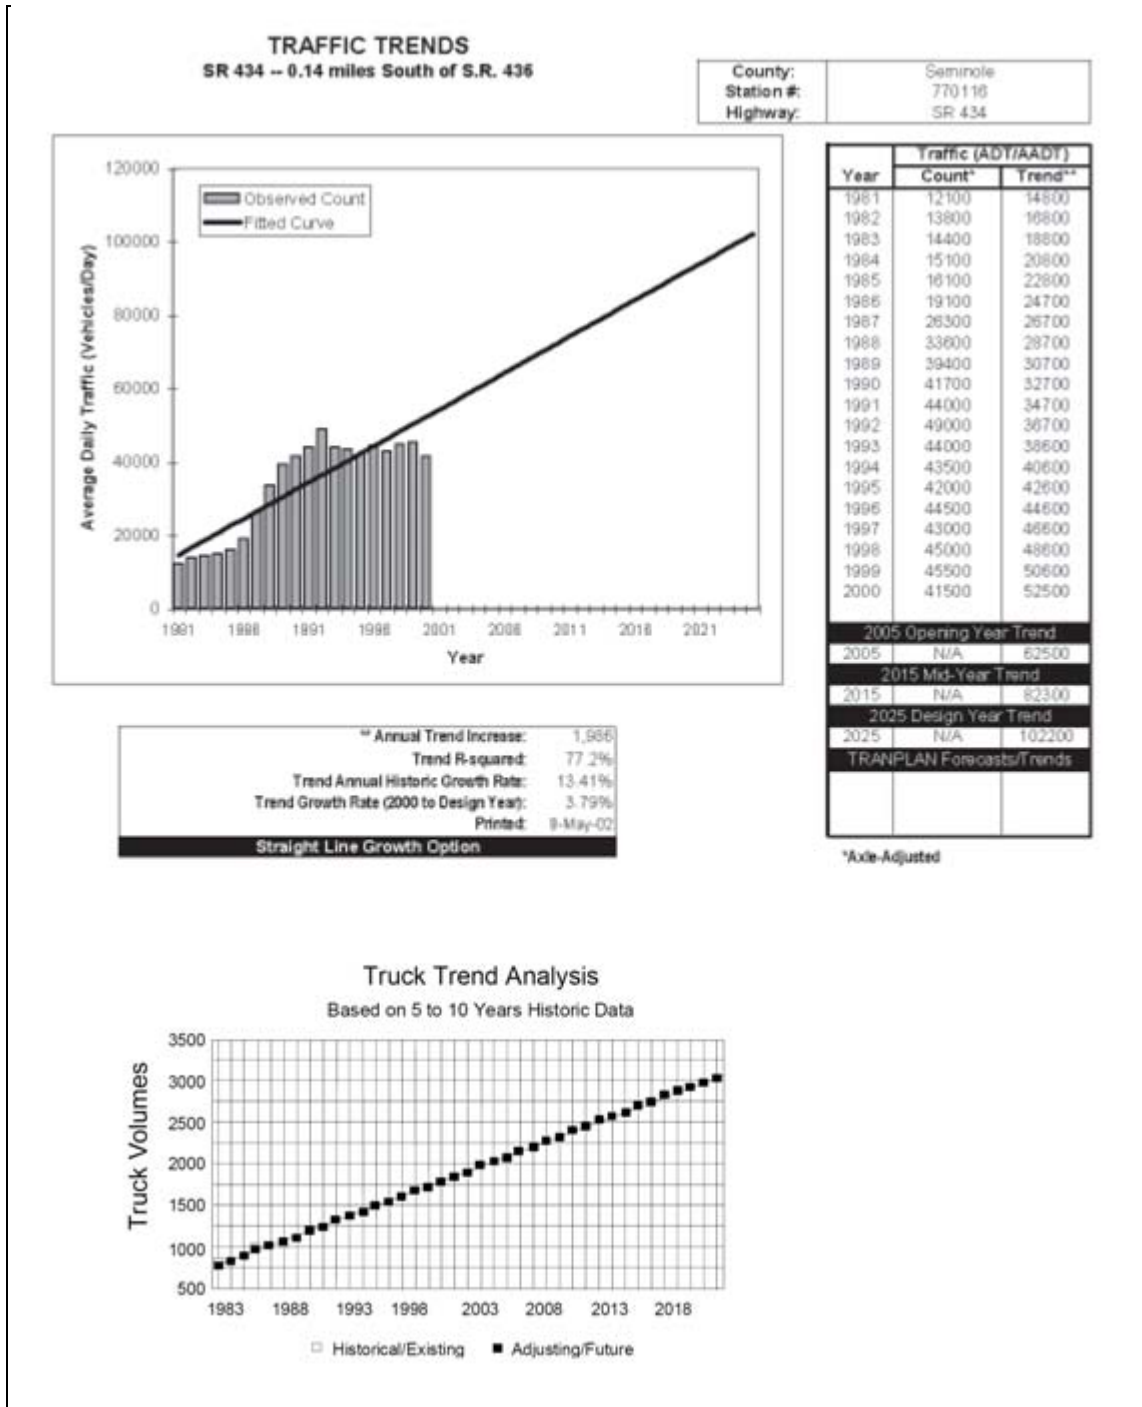 TRAFFIC TRENDS
SR 434 -- 0.14 miles South of S.R. 436
County: Seminole
Station #: 770116
Highway: SR 434
120000
100000
80000
60000
40000
20000
0
Average Daily Traffic (Vehicles/Day)
Observed Count
Fitted Curve
1981 1986 1991 1996 2001 2006 2011 2016 2021
Year
Traffic (ADT/AADT)
Year Count* Trend**
1981 12100 14800
1982 13800 16800
1983 14400 18800
1984 15100 20800
1985 16100 22800
1986 19100 24700
1987 26300 26700
1988 33600 28700
1989 39400 30700
1990 41700 32700
1991 44000 34700
1992 49000 36700
1993 44000 38600
1994 43500 40600
1995 42000 42600
1996 44500 44600
1997 43000 46600
1998 45000 48600
1999 45500 50600
2000 41500 52500
2005 Opening Year Trend
2005 N/A 62500
2015 Mid-Year Trend
2015 N/A 82300
2025 Design Year Trend
2025 N/A 102200
TRANPLAN Forecasts/Trends
*Axle-Adjusted
** Annual Trend Increase: 1,986
Trend R-squared: 77.2%
Trend Annual Historic Growth Rate: 13.41%
Trend Growth Rate (2000 to Design Year): 3.79%
Printed: 8-May-02
Straight Line Growth Option
Truck Trend Analysis
Based on 5 to 10 Years Historic Data
3500
3000
2500
2000
1500
1000
500
Truck Volumes
1983 1988 1993 1998 2003 2008 2013 2018
Historical/Existing Adjusting/Future